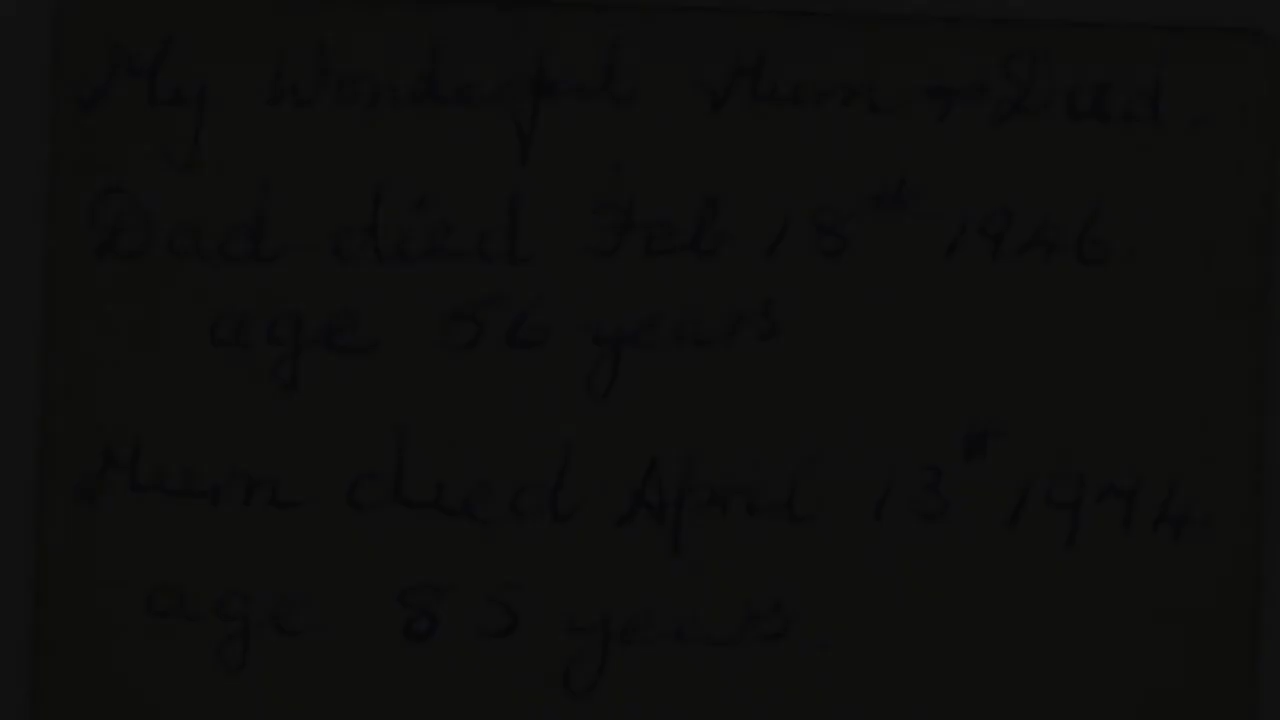 My Wonderful Mum + Dad.
Dad died Feb 18th 1946.
age 56 years
Mum died April 13th 1974.
age 85 years.